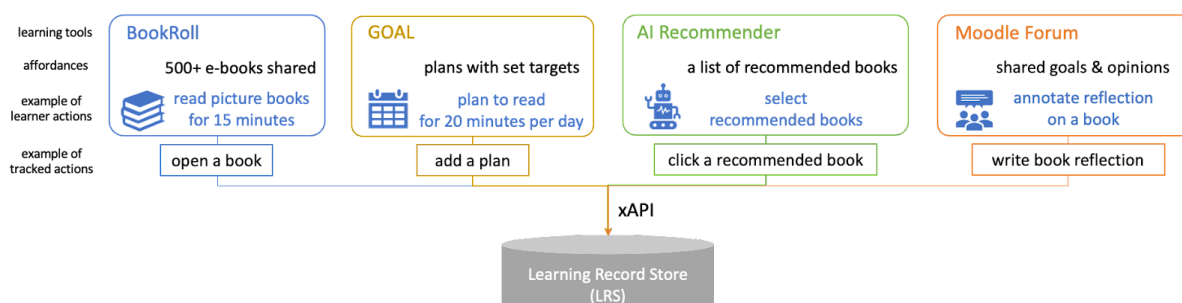 learning tools
BookRoll
GOAL
AI Recommender
Moodle Forum
affordances
500+ e-books shared
plans with set targets
a list of recommended books
shared goals & opinions
example of
learner actions
read picture books
for 15 minutes
plan to read
for 20 minutes per day
select
recommended books
annotate reflection
on a book
example of
tracked actions
open a book
add a plan
click a recommended book
write book reflection
xAPI
Learning Record Store
(LRS)